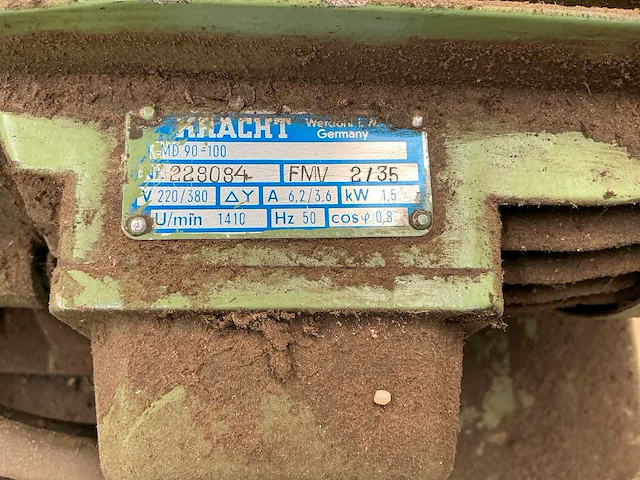 KRACHT Werdohl i. W.
Germany
MD 90-100
228084 FMV 2/35
V 220/380 ΔY A 6,2/3,6 kW 1,5
U/min 1410 Hz 50 cosφ 0,8